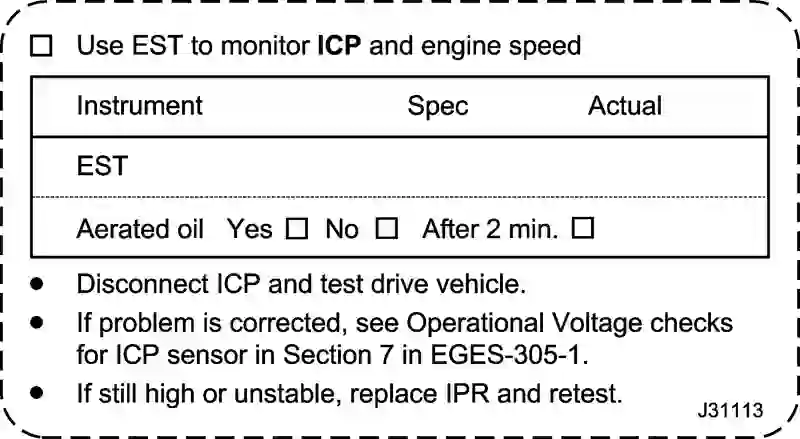 Use EST to monitor ICP and engine speed
Instrument Spec Actual
EST
Aerated oil Yes No After 2 min.
Disconnect ICP and test drive vehicle.
If problem is corrected, see Operational Voltage checks
for ICP sensor in Section 7 in EGES-305-1.
If still high or unstable, replace IPR and retest.
J31113